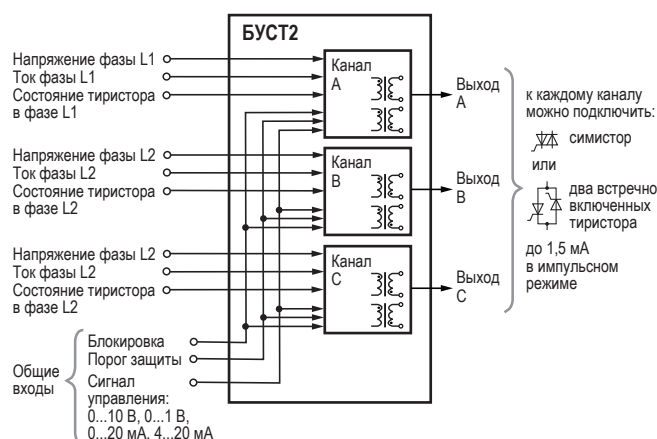 БУСТ2
Напряжение фазы L1
Ток фазы L1
Состояние тиристора
в фазе L1
Канал
A
Выход
A
Напряжение фазы L2
Ток фазы L2
Состояние тиристора
в фазе L2
Канал
B
Выход
B
Напряжение фазы L2
Ток фазы L2
Состояние тиристора
в фазе L2
Канал
C
Выход
C
Общие
входы
Блокировка
Порог защиты
Сигнал
управления:
0...10 В, 0...1 В,
0...20 мА, 4...20 мА
к каждому каналу
можно подключить:
симистор
или
два встречно
включенных
тиристора
до 1,5 мА
в импульсном
режиме